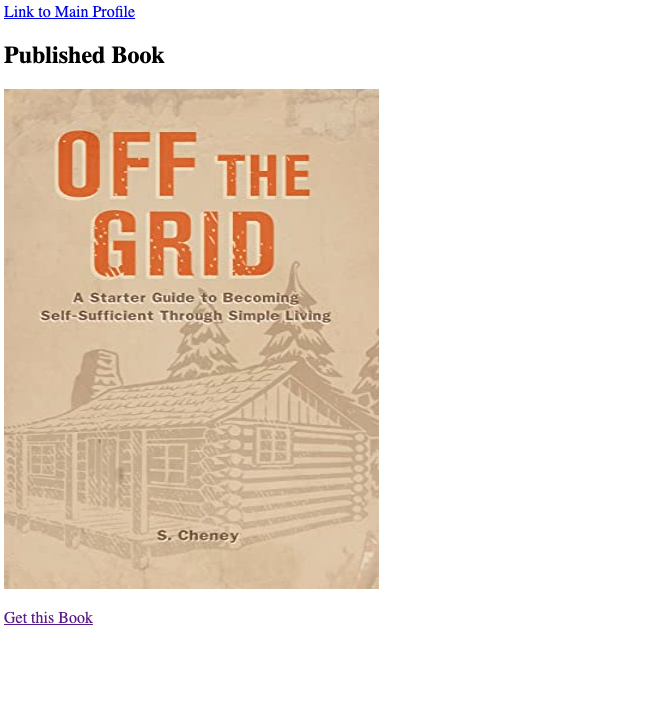 Link to Main Profile
Published Book
OFF THE
GRID
A Starter Guide to Becoming
Self-Sufficient Through Simple Living
S. Cheney
Get this Book